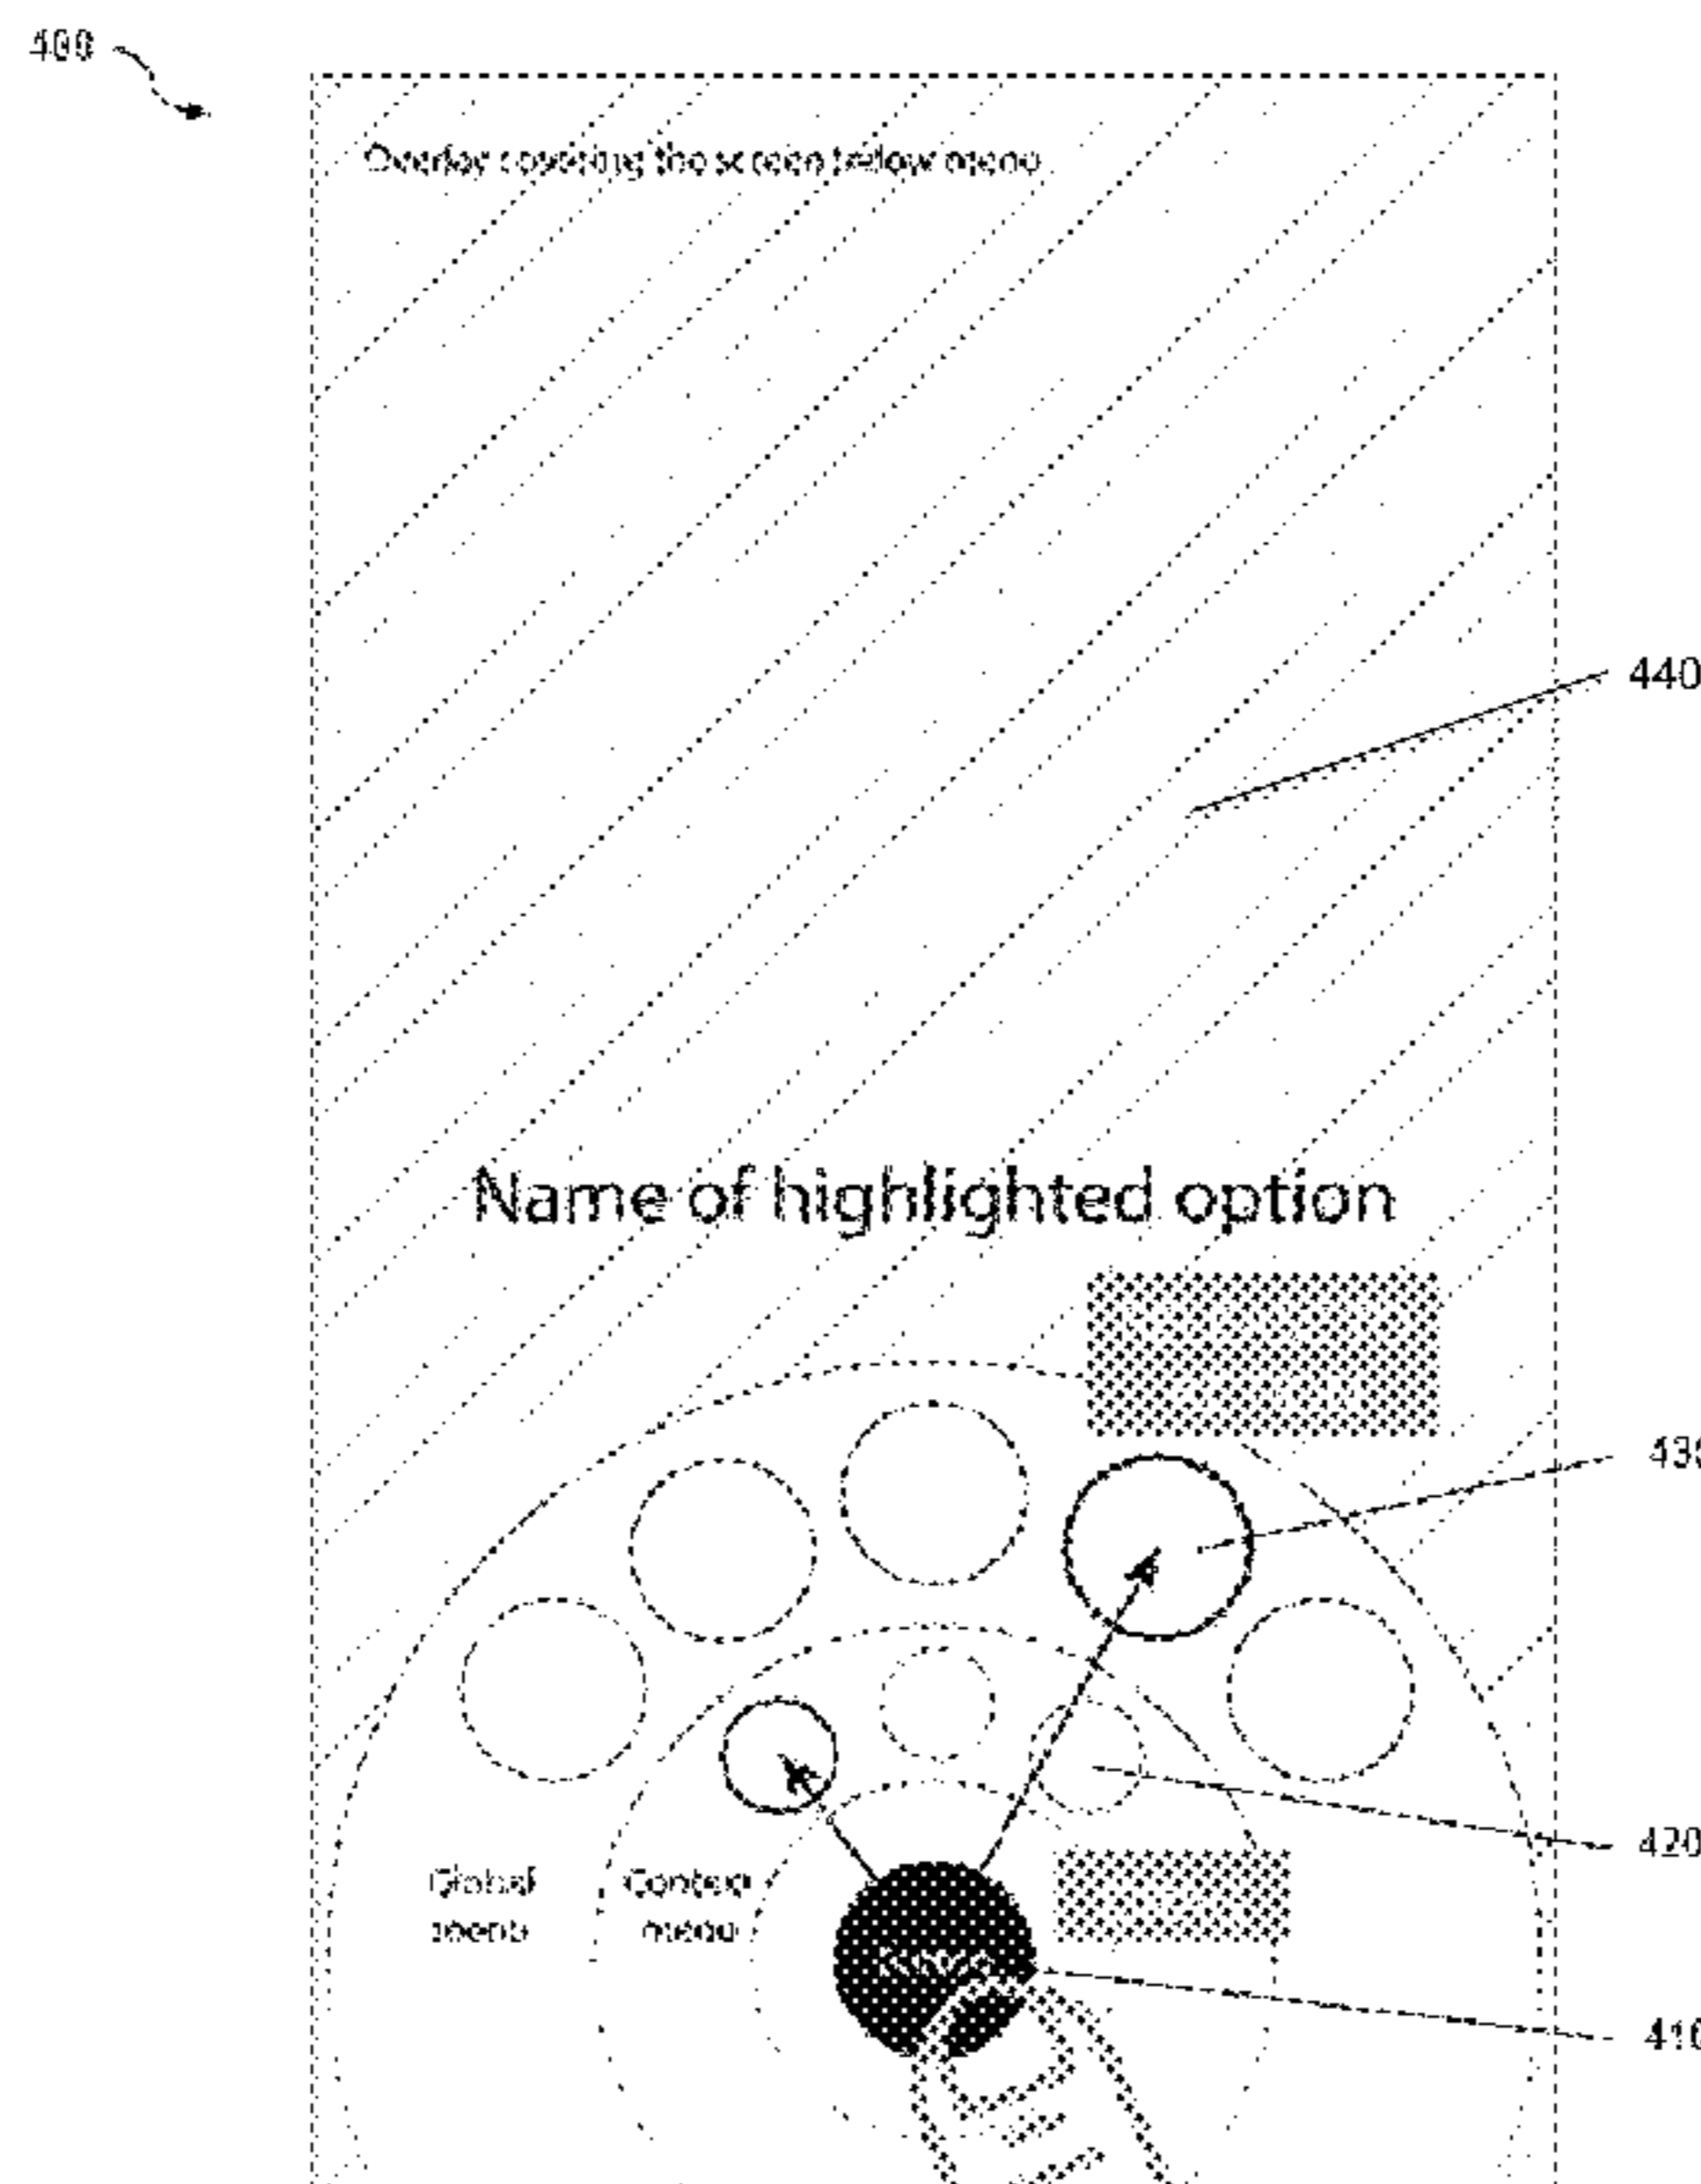 400
Overlay covering the screen below menu
440
Name of highlighted option
430
420
Global
menu
Context
menu
410